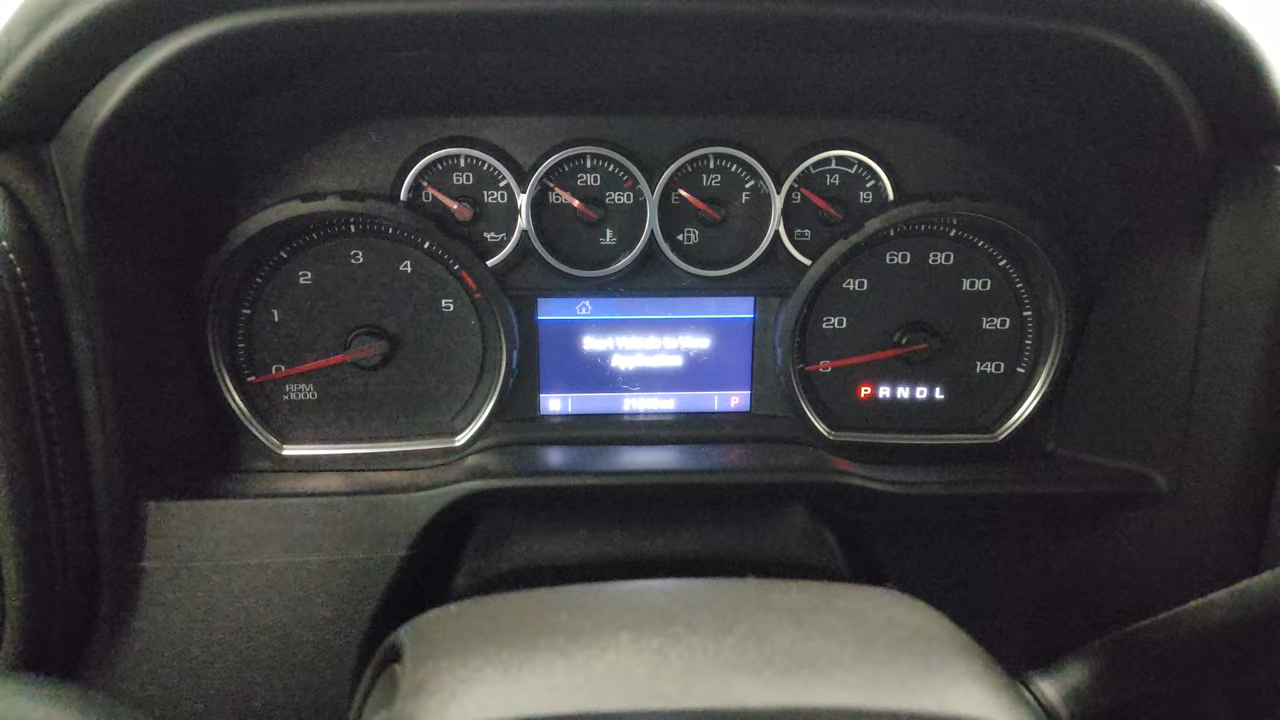 60
0 120
210
160 260
1/2
E F
14
9 19
3
2 4
1 5
0
RPM
x1000
Start Vehicle to View
Application
P
60 80
40 100
20 120
0 140
P R N D L